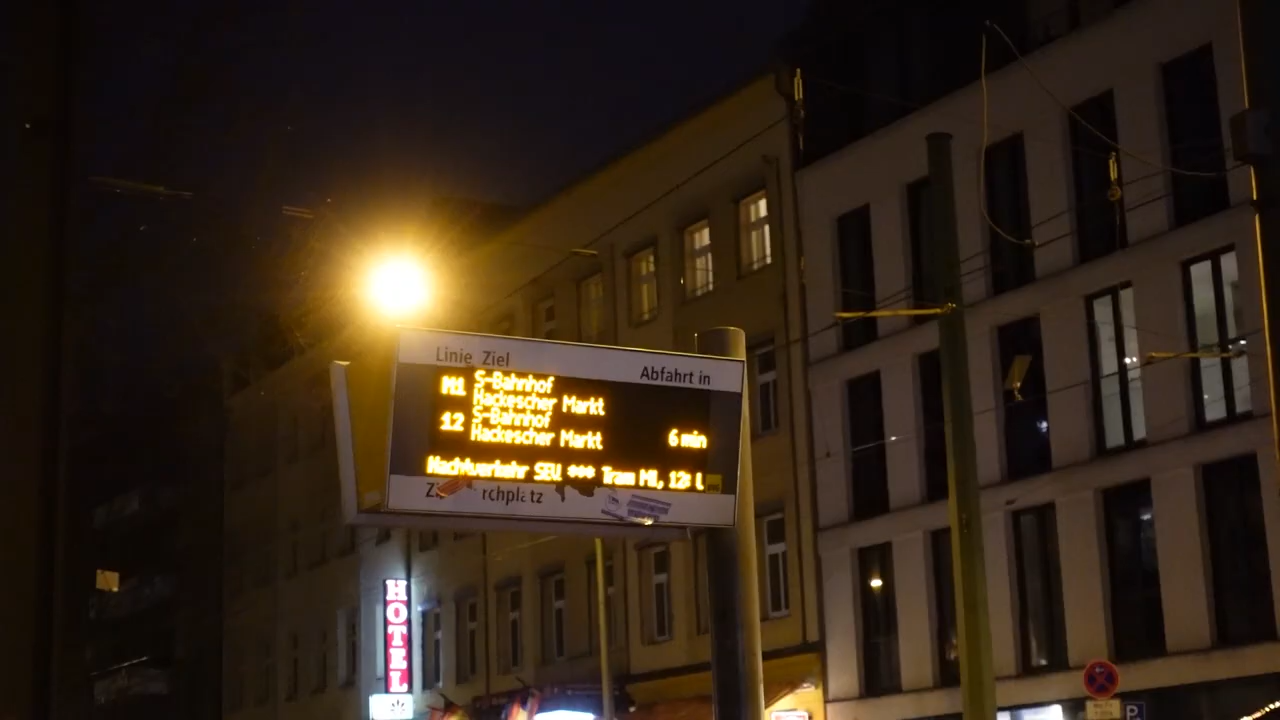 Linie Ziel
Abfahrt in
M1 S-Bahnhof
Hackescher Markt
12 S-Bahnhof
Hackescher Markt 6 min
Nachtverkehr SEV *** Tram M1, 12:
rchplatz
HOTEL
P